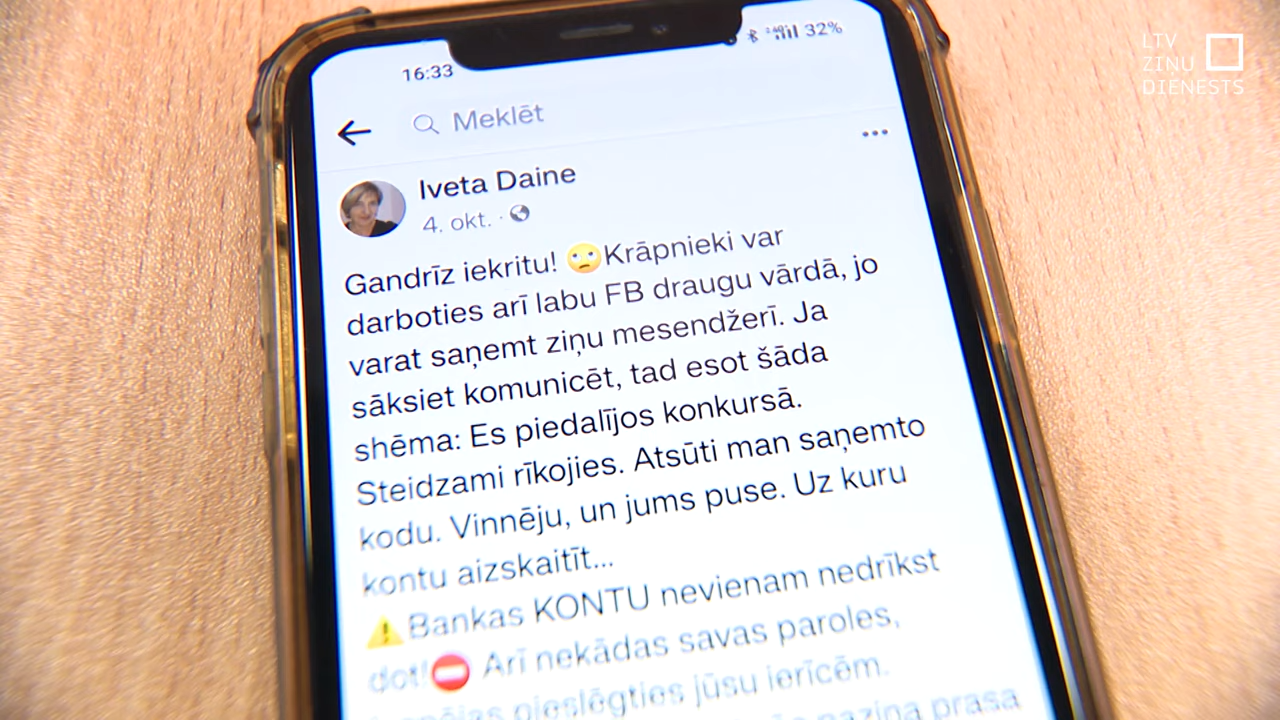 16:33
32%
LTV
ZIŅU
DIENESTS
Meklēt
Iveta Daine
4. okt. ·
Gandrīz iekritu! 🙄Krāpnieki var
darboties arī labu FB draugu vārdā, jo
varat saņemt ziņu mesendžerī. Ja
sāksiet komunicēt, tad esot šāda
shēma: Es piedalījos konkursā.
Steidzami rīkojies. Atsūti man saņemto
kodu. Vinnēju, un jums puse. Uz kuru
kontu aizskaitīt...
⚠️Bankas KONTU nevienam nedrīkst
dot!⛔ Arī nekādas savas paroles,
pieslēgties jūsu ierīcēm.
prasa